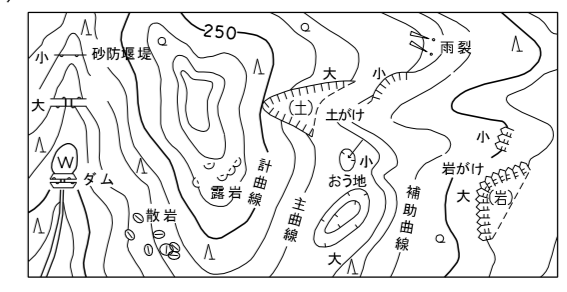 250
小
砂防堰堤
大
W
ダム
散岩
露岩
計曲線
主曲線
大
(土)
土がけ
小
雨裂
小
おう地
大
補助曲線
小
岩がけ
大
(岩)